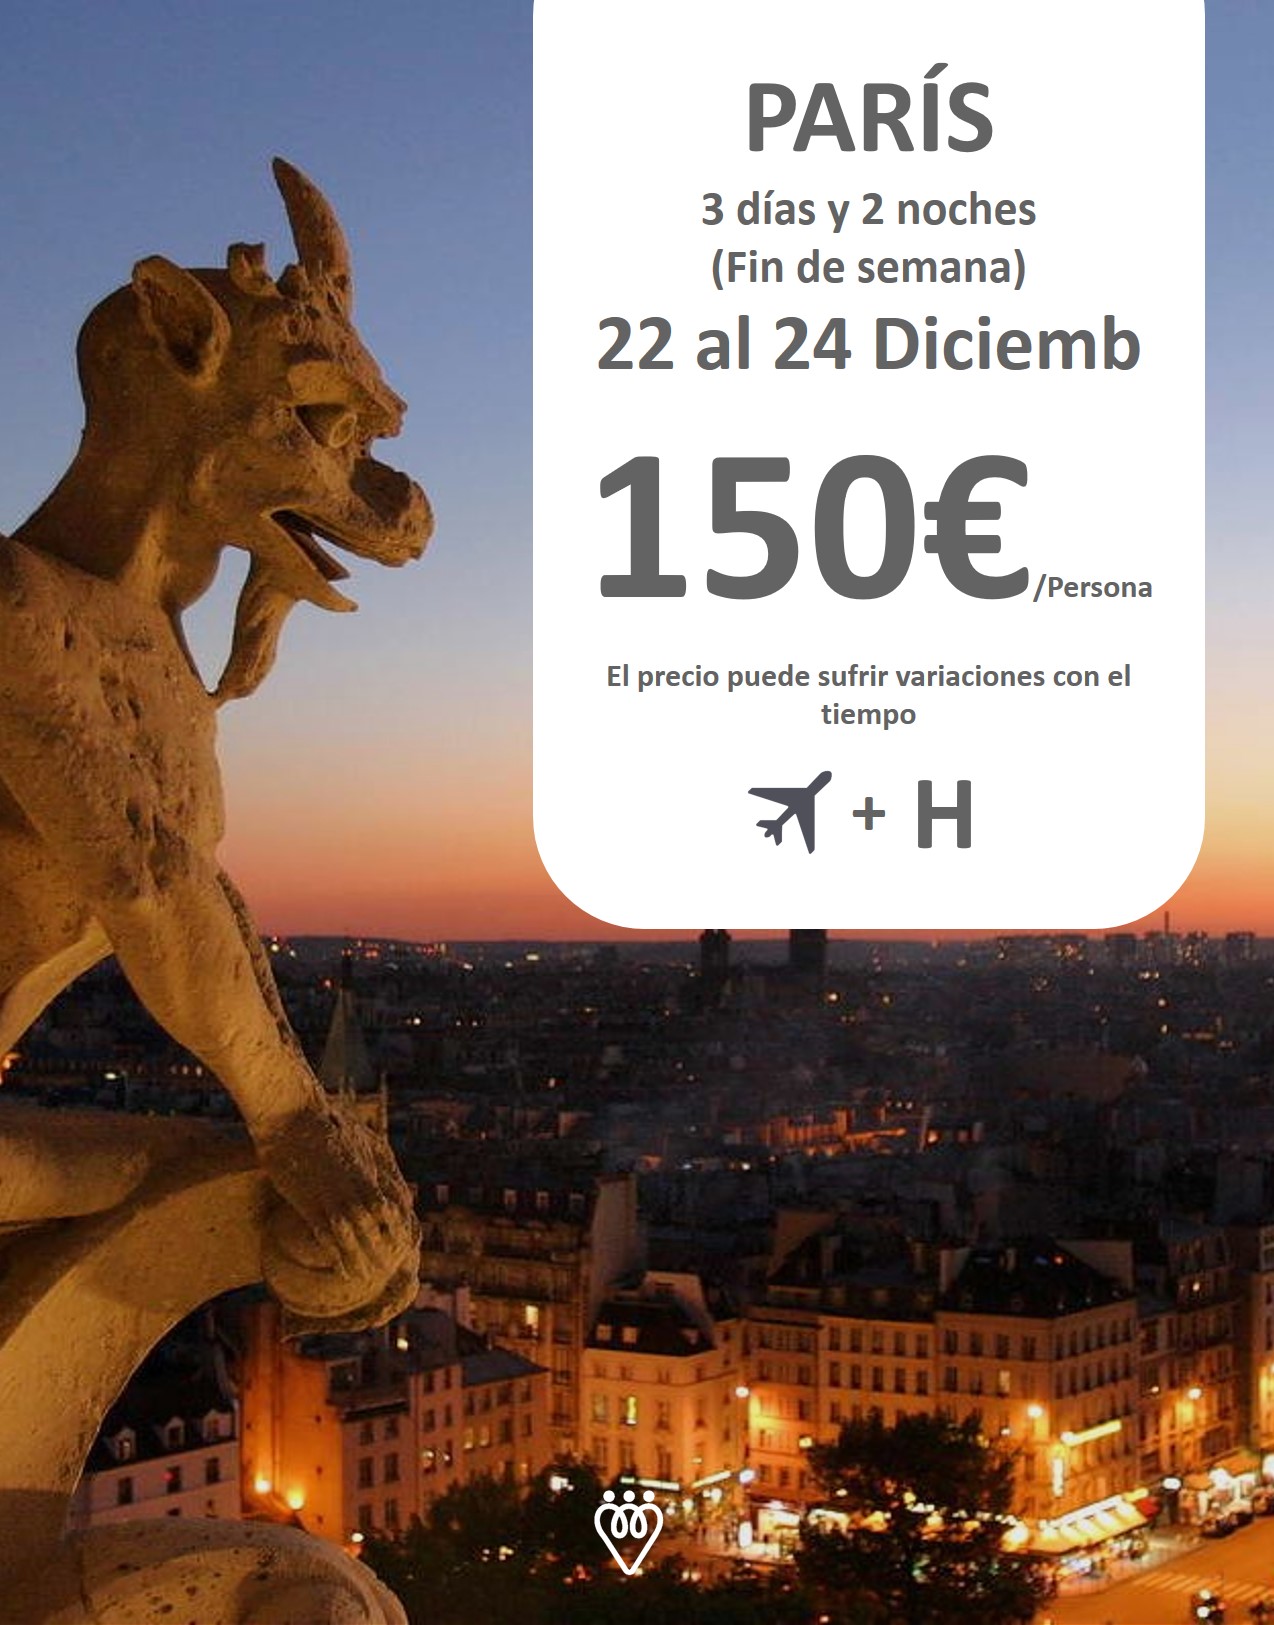 PARÍS
3 días y 2 noches
(Fin de semana)
22 al 24 Diciemb
150€/Persona
El precio puede sufrir variaciones con el
tiempo
+ H